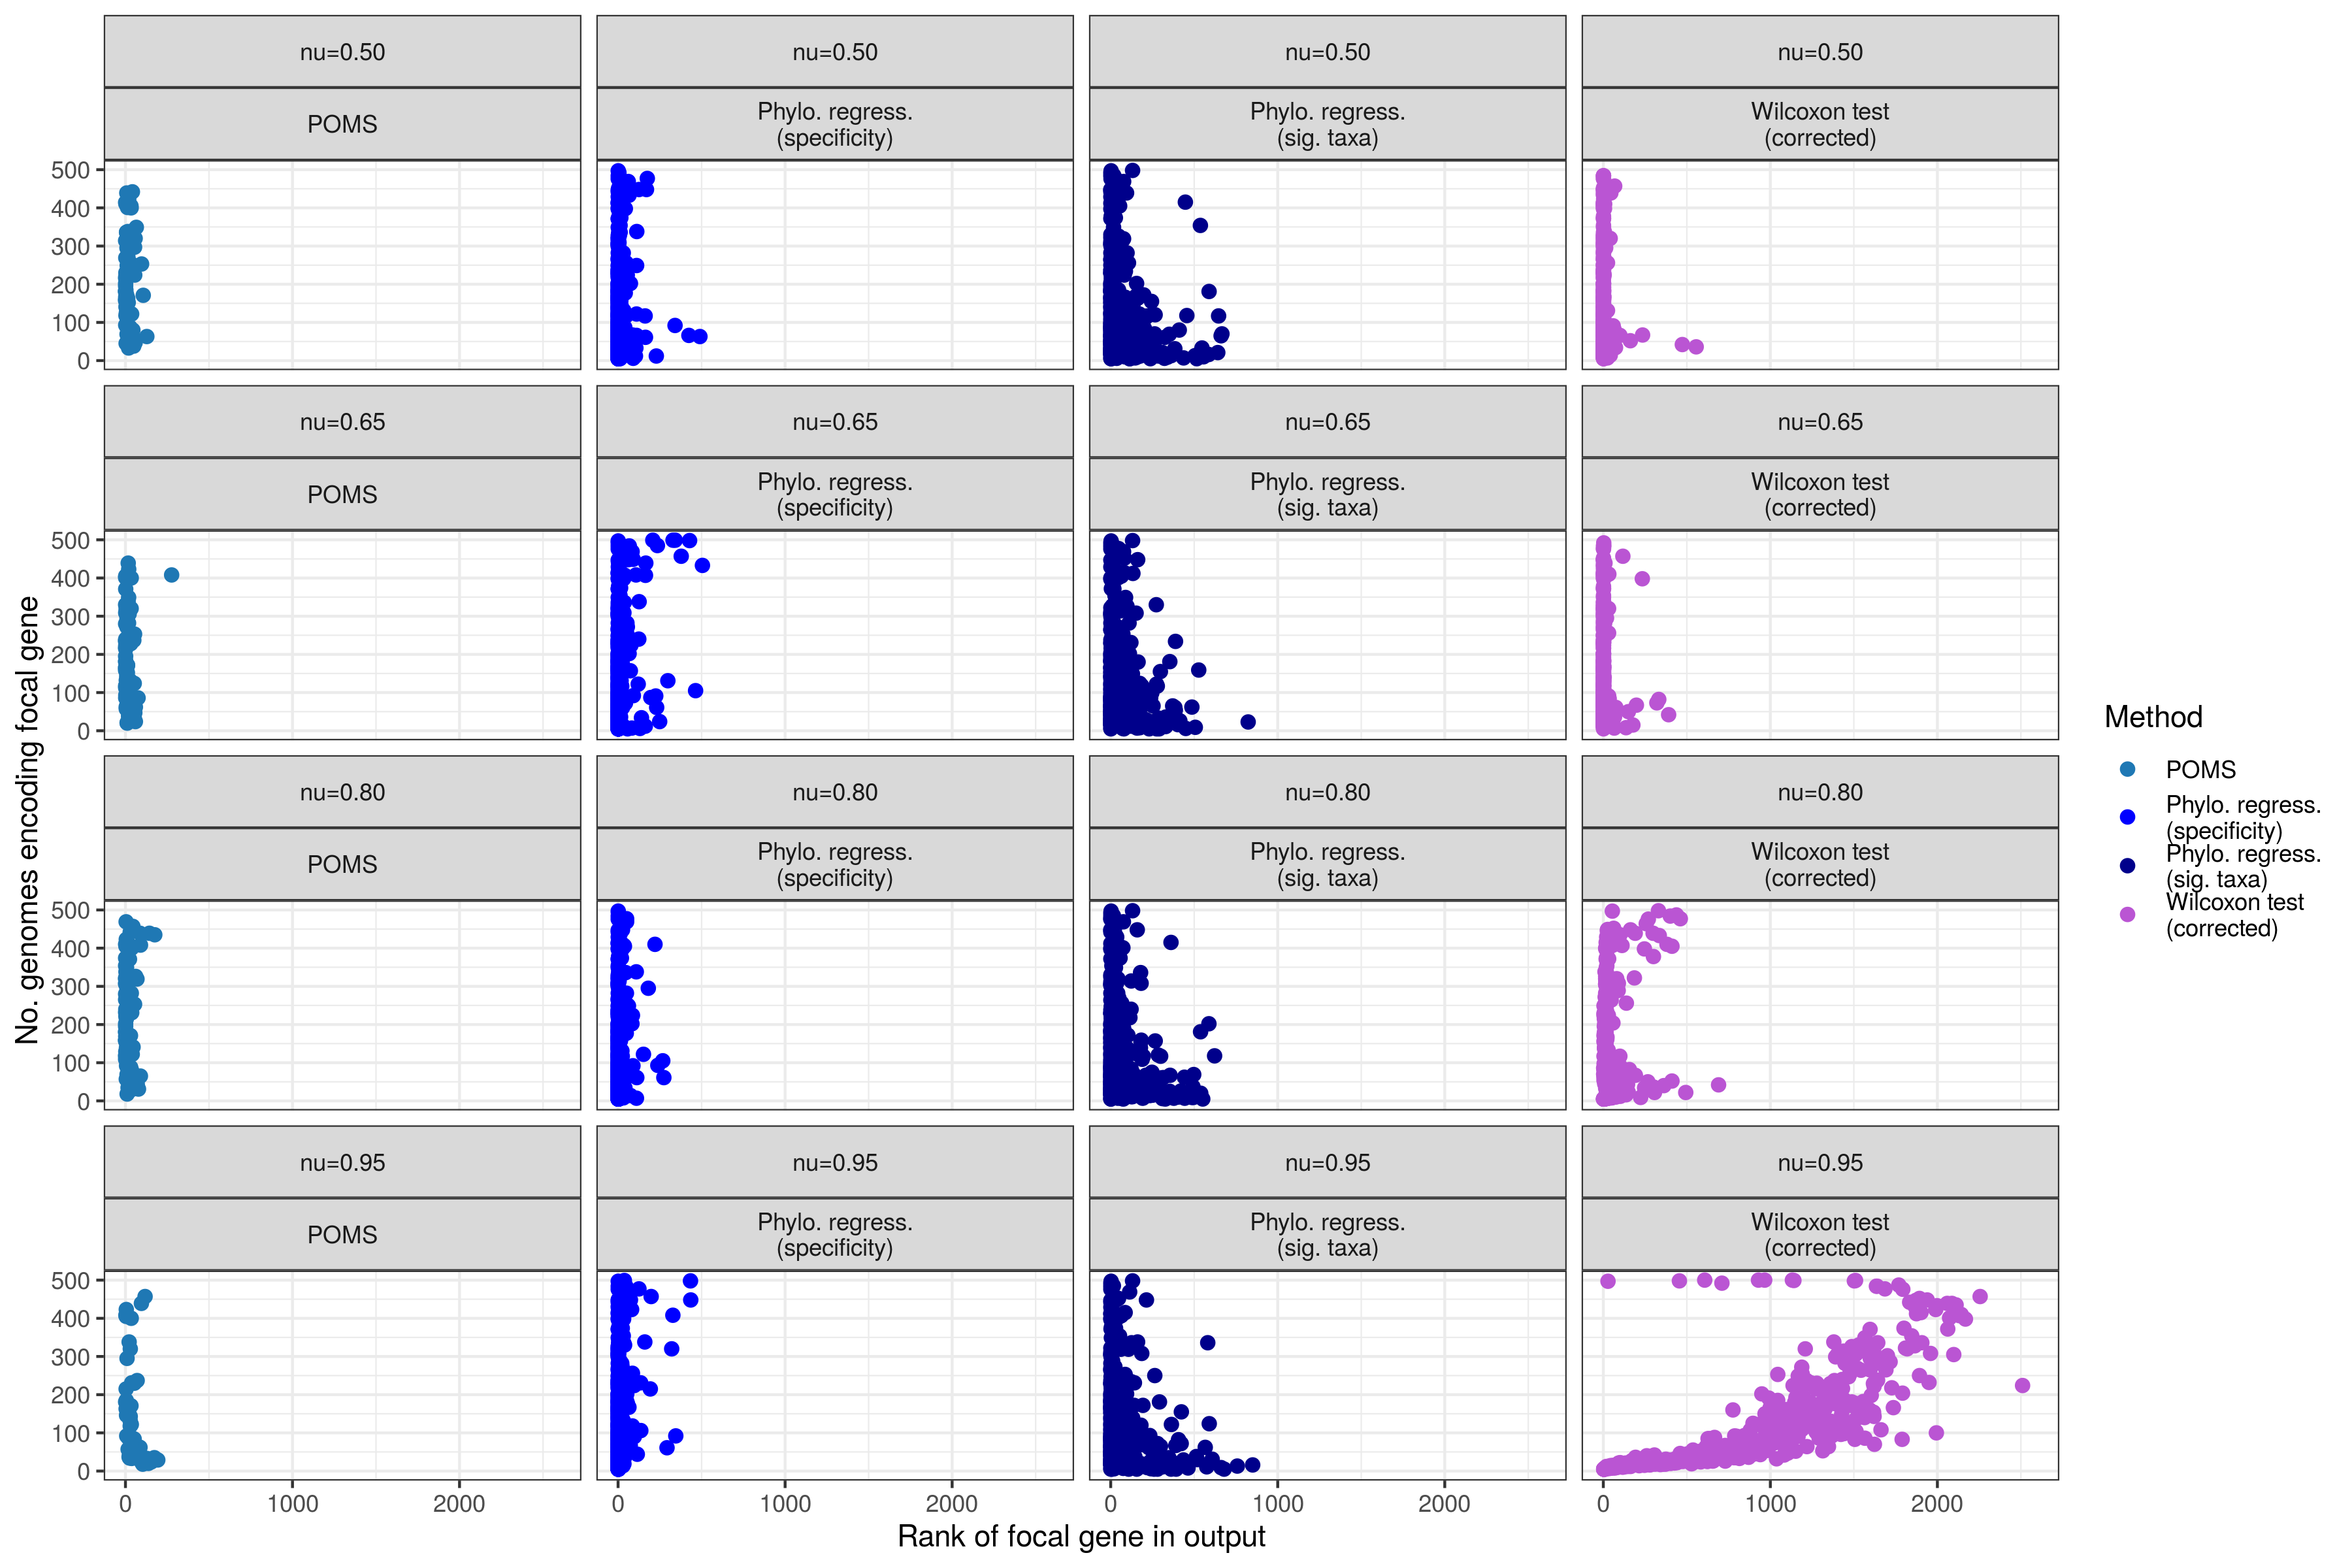 nu=0.50 nu=0.50 nu=0.50 nu=0.50
POMS Phylo. regress. Phylo. regress. Wilcoxon test
(specificity) (sig. taxa) (corrected)
500
400
300
200
100
0
nu=0.65 nu=0.65 nu=0.65 nu=0.65
POMS Phylo. regress. Phylo. regress. Wilcoxon test
(specificity) (sig. taxa) (corrected)
500
400
300
200
100
0
nu=0.80 nu=0.80 nu=0.80 nu=0.80
POMS Phylo. regress. Phylo. regress. Wilcoxon test
(specificity) (sig. taxa) (corrected)
500
400
300
200
100
0
nu=0.95 nu=0.95 nu=0.95 nu=0.95
POMS Phylo. regress. Phylo. regress. Wilcoxon test
(specificity) (sig. taxa) (corrected)
500
400
300
200
100
0
0 1000 2000 0 1000 2000 0 1000 2000 0 1000 2000
Rank of focal gene in output
No. genomes encoding focal gene
Method
POMS
Phylo. regress.
(specificity)
Phylo. regress.
(sig. taxa)
Wilcoxon test
(corrected)